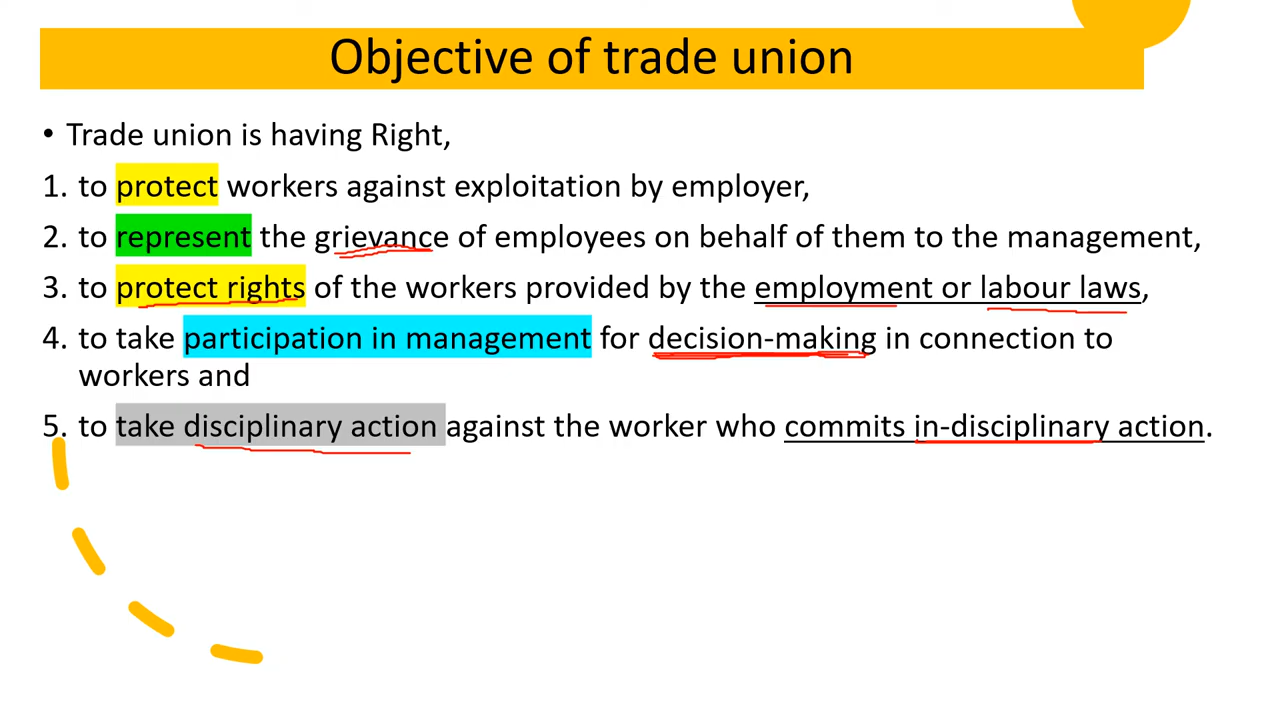 Objective of trade union
• Trade union is having Right,
1. to protect workers against exploitation by employer,
2. to represent the grievance of employees on behalf of them to the management,
3. to protect rights of the workers provided by the employment or labour laws,
4. to take participation in management for decision-making in connection to
workers and
5. to take disciplinary action against the worker who commits in-disciplinary action.